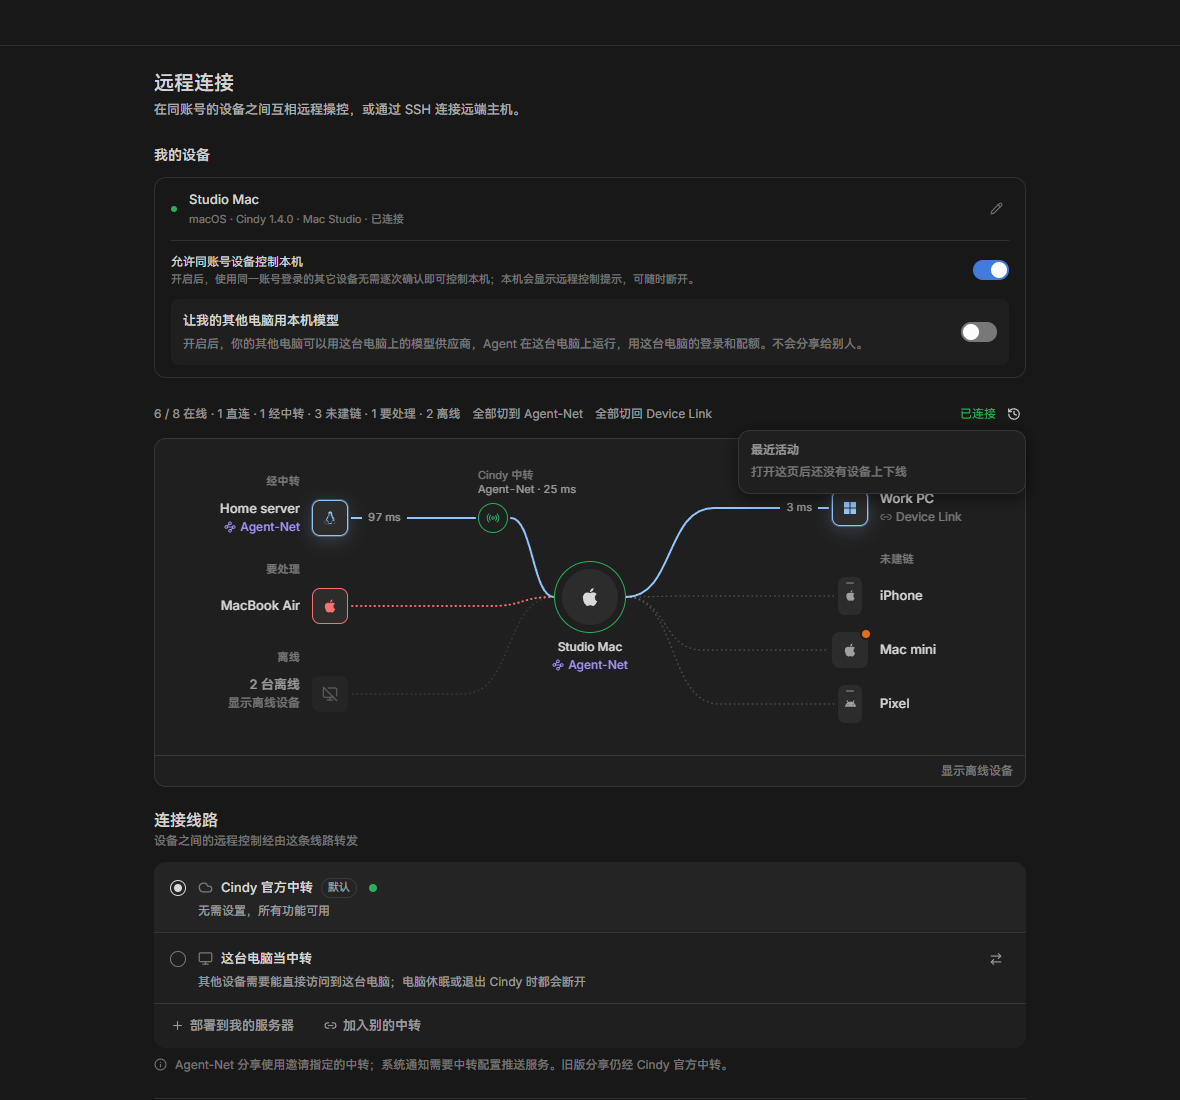 远程连接
在同账号的设备之间互相远程操控，或通过 SSH 连接远端主机。
我的设备
Studio Mac
macOS · Cindy 1.4.0 · Mac Studio · 已连接
允许同账号设备控制本机
开启后，使用同一账号登录的其它设备无需逐次确认即可控制本机；本机会显示远程控制提示，可随时断开。
让我的其他电脑用本机模型
开启后，你的其他电脑可以用这台电脑上的模型供应商，Agent 在这台电脑上运行，用这台电脑的登录和配额。不会分享给别人。
6 / 8 在线 · 1 直连 · 1 经中转 · 3 未建链 · 1 要处理 · 2 离线 全部切到 Agent-Net 全部切回 Device Link
已连接
最近活动
打开这页后还没有设备上下线
经中转
Home server
Agent-Net
97 ms
Cindy 中转
Agent-Net · 25 ms
3 ms
Work PC
Device Link
要处理
MacBook Air
未建链
iPhone
Studio Mac
Agent-Net
Mac mini
离线
2 台离线
显示离线设备
Pixel
显示离线设备
连接线路
设备之间的远程控制经由这条线路转发
Cindy 官方中转 默认
无需设置，所有功能可用
这台电脑当中转
其他设备需要能直接访问到这台电脑；电脑休眠或退出 Cindy 时都会断开
部署到我的服务器 加入别的中转
Agent-Net 分享使用邀请指定的中转；系统通知需要中转配置推送服务。旧版分享仍经 Cindy 官方中转。